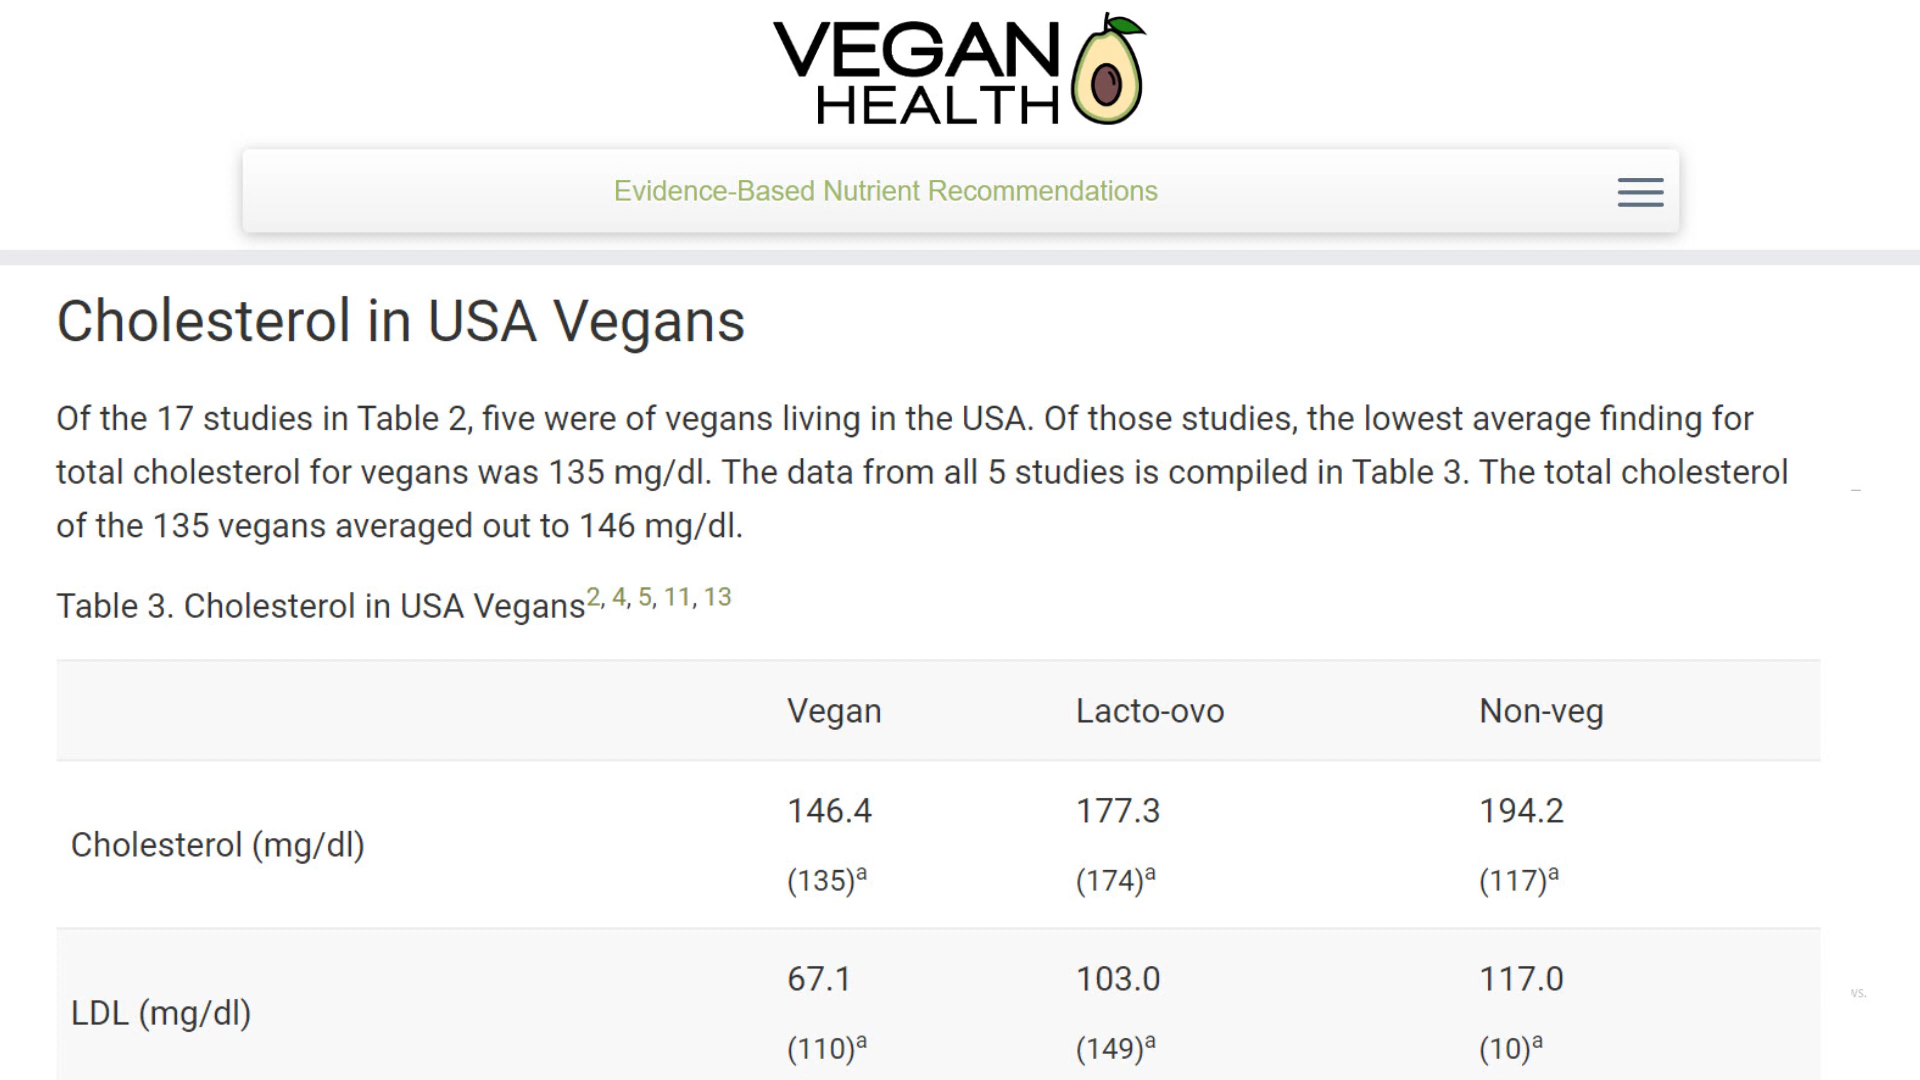 VEGAN
HEALTH
Evidence-Based Nutrient Recommendations
Cholesterol in USA Vegans
Of the 17 studies in Table 2, five were of vegans living in the USA. Of those studies, the lowest average finding for
total cholesterol for vegans was 135 mg/dl. The data from all 5 studies is compiled in Table 3. The total cholesterol
of the 135 vegans averaged out to 146 mg/dl.
Table 3. Cholesterol in USA Vegans2, 4, 5, 11, 13
Vegan Lacto-ovo Non-veg
Cholesterol (mg/dl) 146.4 177.3 194.2
(135)a (174)a (117)a
LDL (mg/dl) 67.1 103.0 117.0
(110)a (149)a (10)a